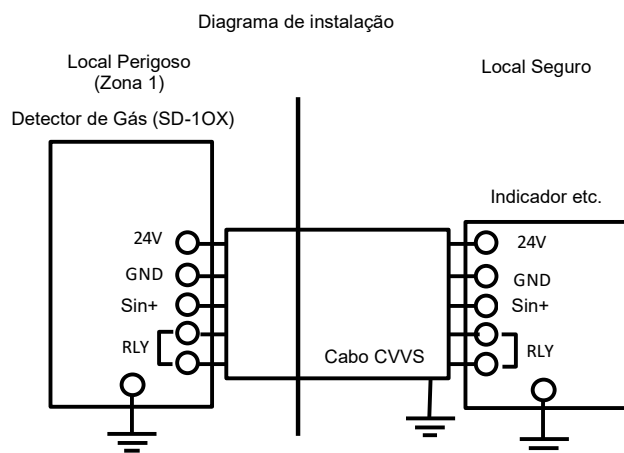 Diagrama de instalação
Local Perigoso
(Zona 1)
Local Seguro
Detector de Gás (SD-1OX)
Indicador etc.
24V
GND
Sin+
RLY
Cabo CVVS
24V
GND
Sin+
RLY